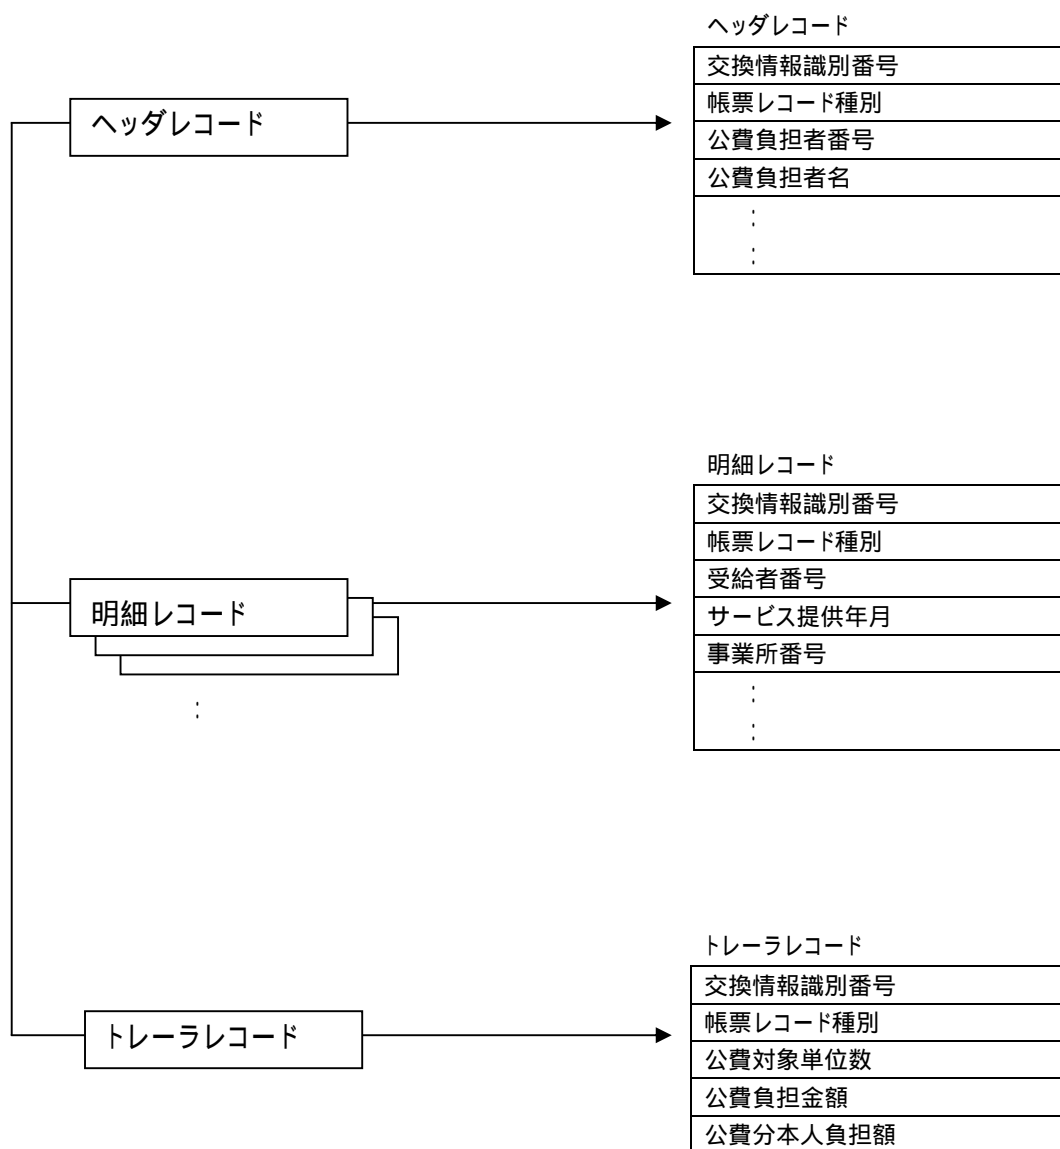 ヘッダレコード
交換情報識別番号
帳票レコード種別
ヘッダレコード
公費負担者番号
公費負担者名
:
:
明細レコード
交換情報識別番号
帳票レコード種別
受給者番号
明細レコード
サービス提供年月
事業所番号
:
:
:
トレーラレコード
交換情報識別番号
帳票レコード種別
トレーラレコード
公費対象単位数
公費負担金額
公費分本人負担額